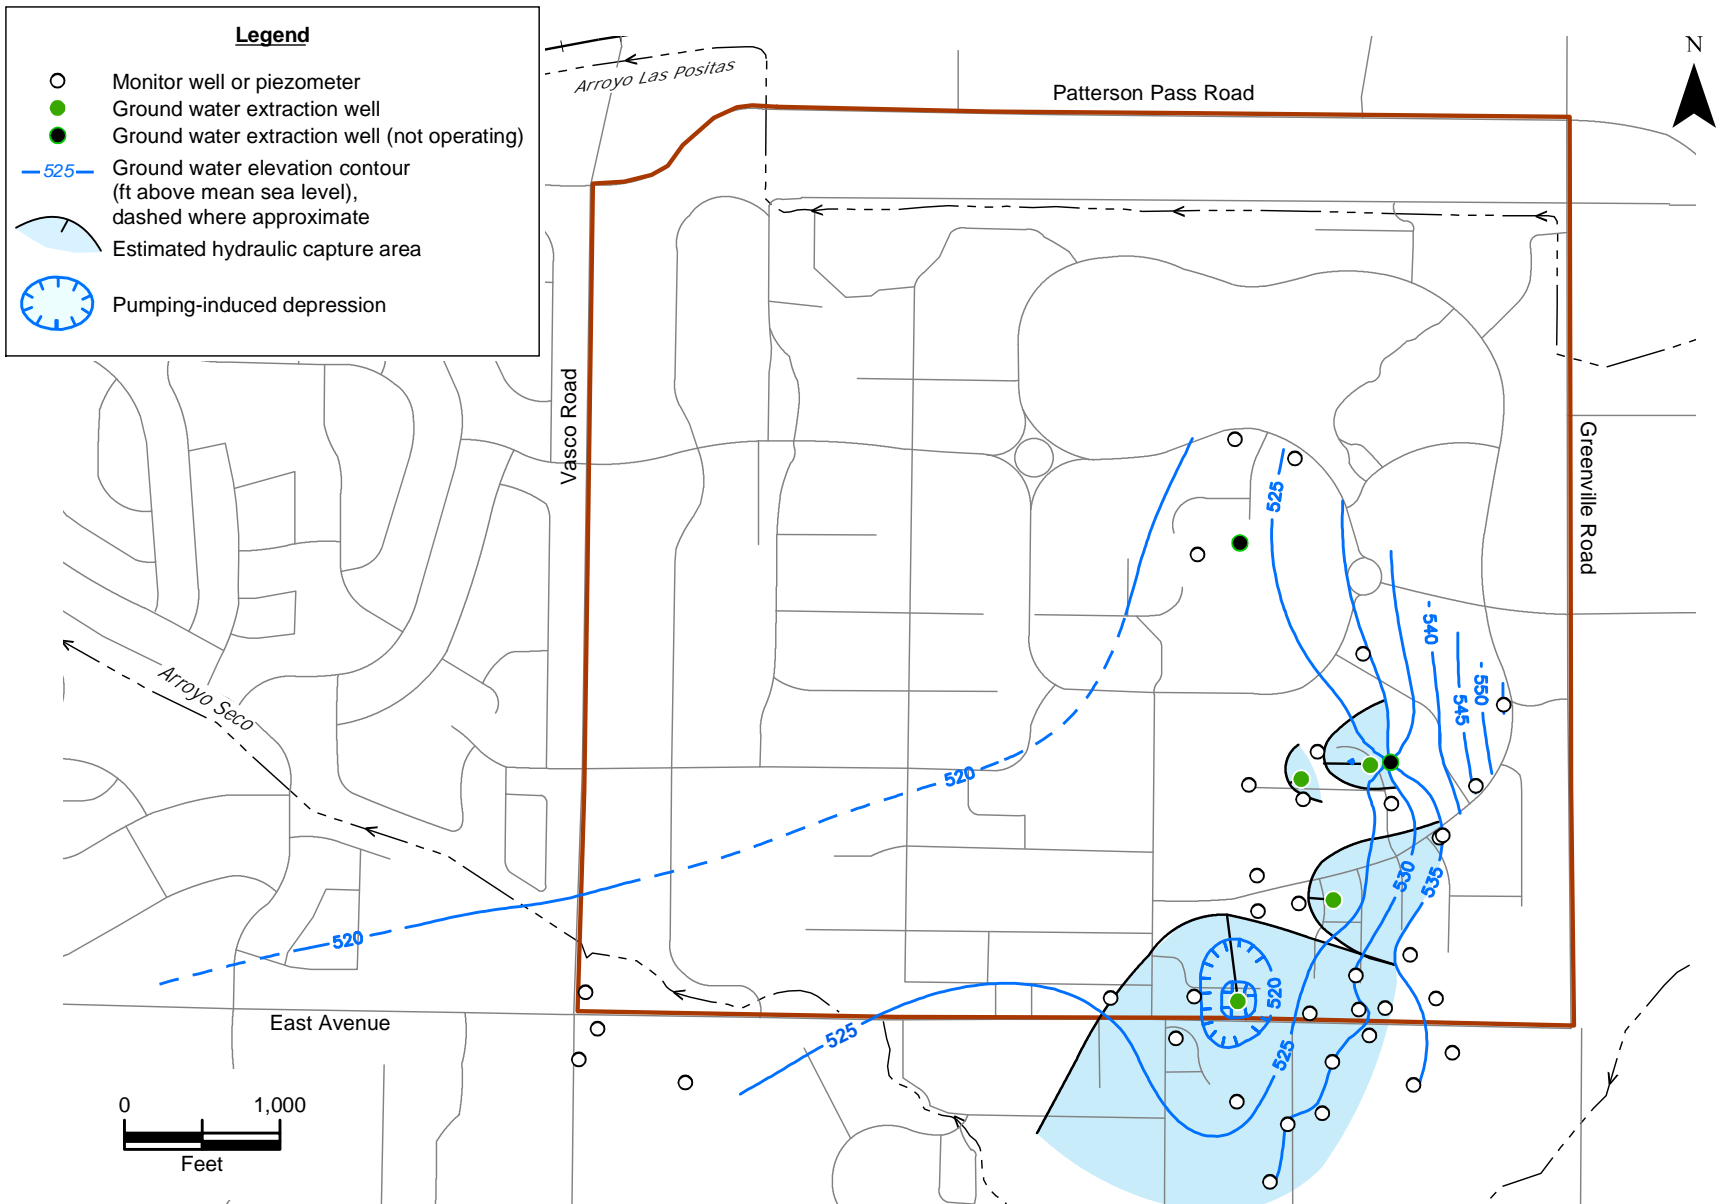 Legend
Monitor well or piezometer
Ground water extraction well
Ground water extraction well (not operating)
525
Ground water elevation contour
(ft above mean sea level),
dashed where approximate
Estimated hydraulic capture area
Pumping-induced depression
Arroyo Las Positas
Patterson Pass Road
N
Vasco Road
Greenville Road
525
540
550
545
Arroyo Seco
520
530
535
520
520
525
525
East Avenue
0 1,000
Feet